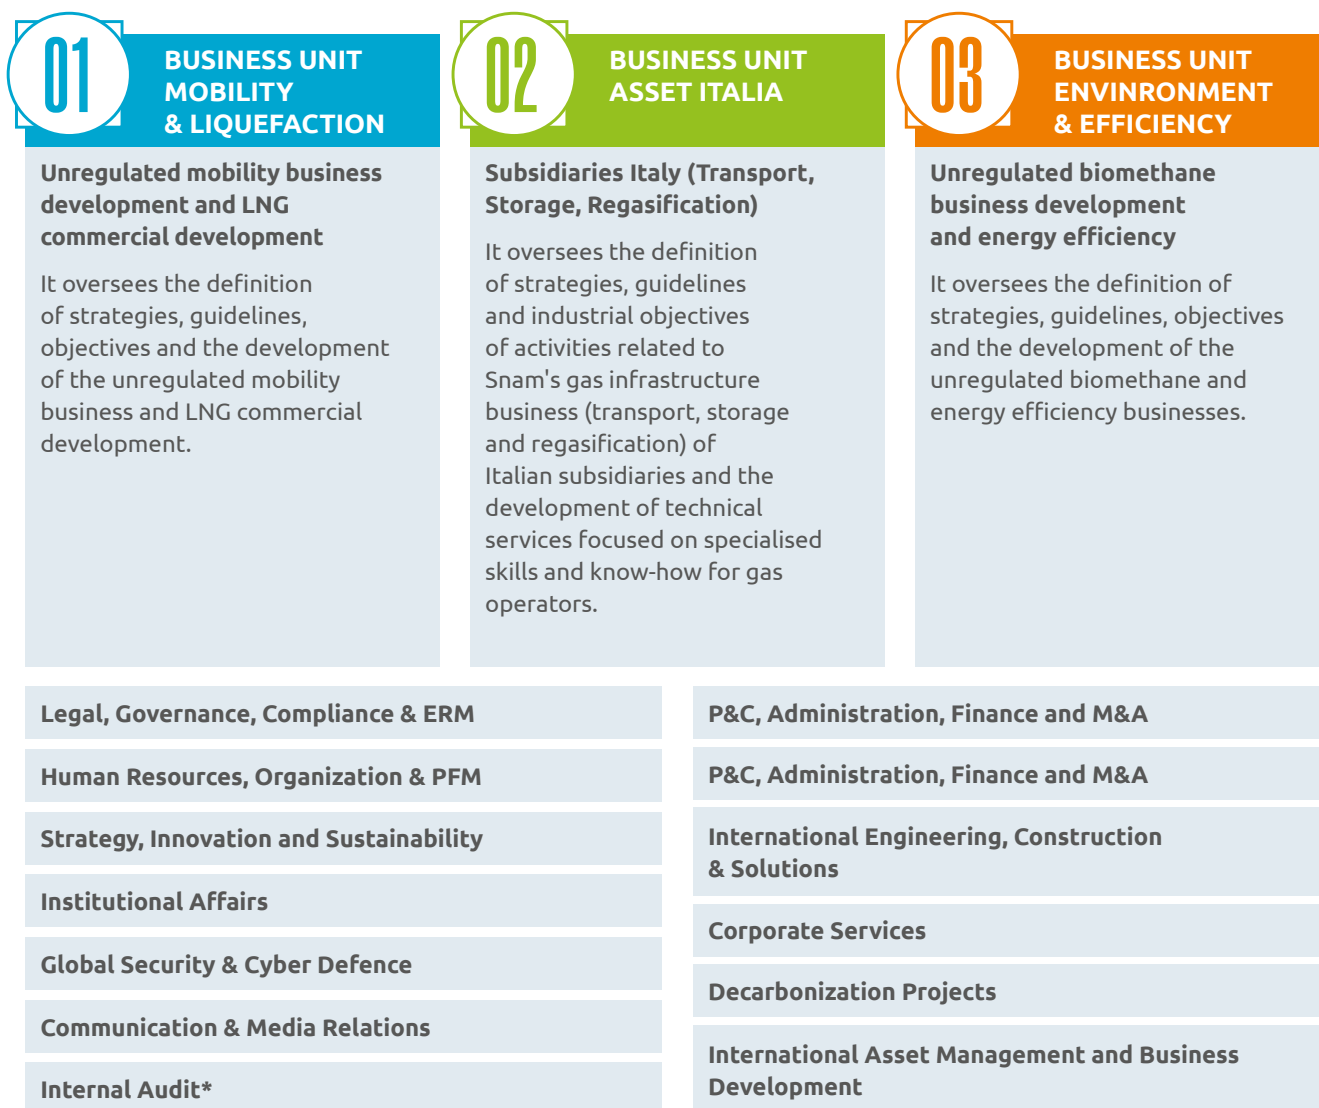 01
BUSINESS UNIT
MOBILITY
& LIQUEFACTION
Unregulated mobility business
development and LNG
commercial development
It oversees the definition
of strategies, guidelines,
objectives and the development
of the unregulated mobility
business and LNG commercial
development.
02
BUSINESS UNIT
ASSET ITALIA
Subsidiaries Italy (Transport,
Storage, Regasification)
It oversees the definition
of strategies, guidelines
and industrial objectives
of activities related to
Snam's gas infrastructure
business (transport, storage
and regasification) of
Italian subsidiaries and the
development of technical
services focused on specialised
skills and know-how for gas
operators.
03
BUSINESS UNIT
ENVINRONMENT
& EFFICIENCY
Unregulated biomethane
business development
and energy efficiency
It oversees the definition of
strategies, guidelines, objectives
and the development of the
unregulated biomethane and
energy efficiency businesses.
Legal, Governance, Compliance & ERM
Human Resources, Organization & PFM
Strategy, Innovation and Sustainability
Institutional Affairs
Global Security & Cyber Defence
Communication & Media Relations
Internal Audit*
P&C, Administration, Finance and M&A
P&C, Administration, Finance and M&A
International Engineering, Construction
& Solutions
Corporate Services
Decarbonization Projects
International Asset Management and Business
Development